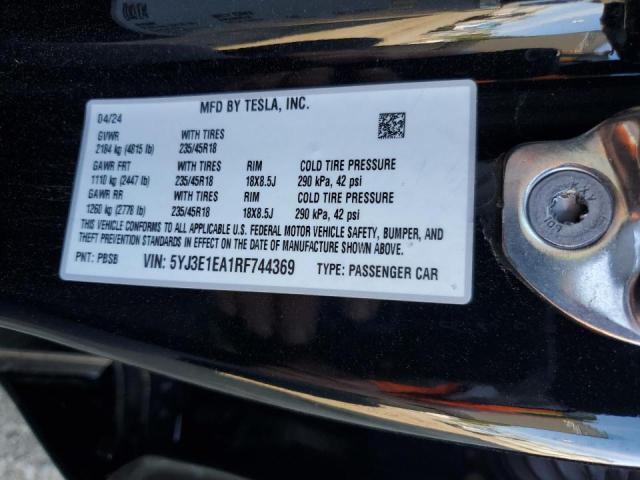 MFD BY TESLA, INC.
04/24
GVWR WITH TIRES
2184 kg (4815 lb) 235/45R18
GAWR FRT WITH TIRES RIM COLD TIRE PRESSURE
1110 kg (2447 lb) 235/45R18 18X8.5J 290 kPa, 42 psi
GAWR RR WITH TIRES RIM COLD TIRE PRESSURE
1260 kg (2778 lb) 235/45R18 18X8.5J 290 kPa, 42 psi
THIS VEHICLE CONFORMS TO ALL APPLICABLE U.S. FEDERAL MOTOR VEHICLE SAFETY, BUMPER, AND
THEFT PREVENTION STANDARDS IN EFFECT ON THE DATE OF MANUFACTURE SHOWN ABOVE.
PNT: PBSB VIN: 5YJ3E1EA1RF744369 TYPE: PASSENGER CAR